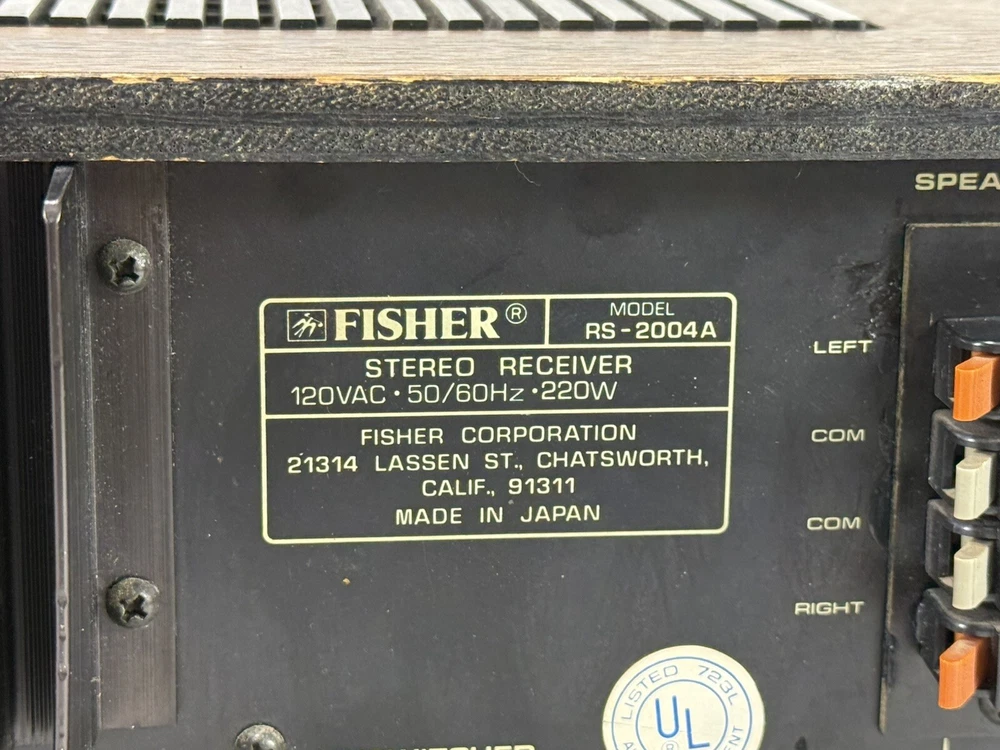 SPEA
FISHER®
MODEL
RS-2004A
STEREO RECEIVER
120VAC • 50/60Hz • 220W
FISHER CORPORATION
21314 LASSEN ST., CHATSWORTH,
CALIF., 91311
MADE IN JAPAN
LEFT
COM
COM
RIGHT
LISTED 723L
UL
®